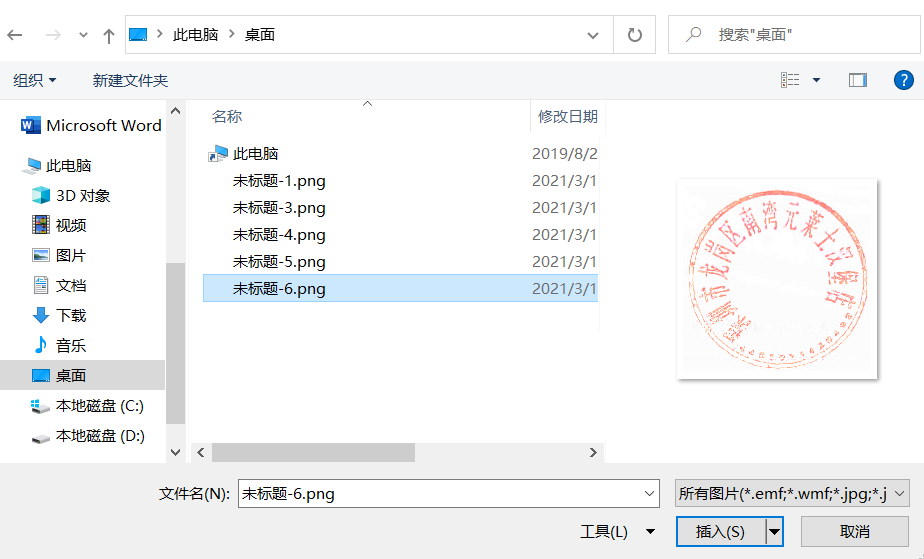 此电脑 桌面
搜索"桌面"
组织
新建文件夹
?
名称
修改日期
Microsoft Word
此电脑
3D 对象
视频
图片
文档
下载
音乐
桌面
本地磁盘 (C:)
本地磁盘 (D:)
此电脑 2019/8/2
未标题-1.png 2021/3/1
未标题-3.png 2021/3/1
未标题-4.png 2021/3/1
未标题-5.png 2021/3/1
未标题-6.png 2021/3/1
深圳市龙岗区南湾元莱士汉堡店
文件名(N):
未标题-6.png
所有图片(*.emf;*.wmf;*.jpg;*.j
工具(L)
插入(S)
取消